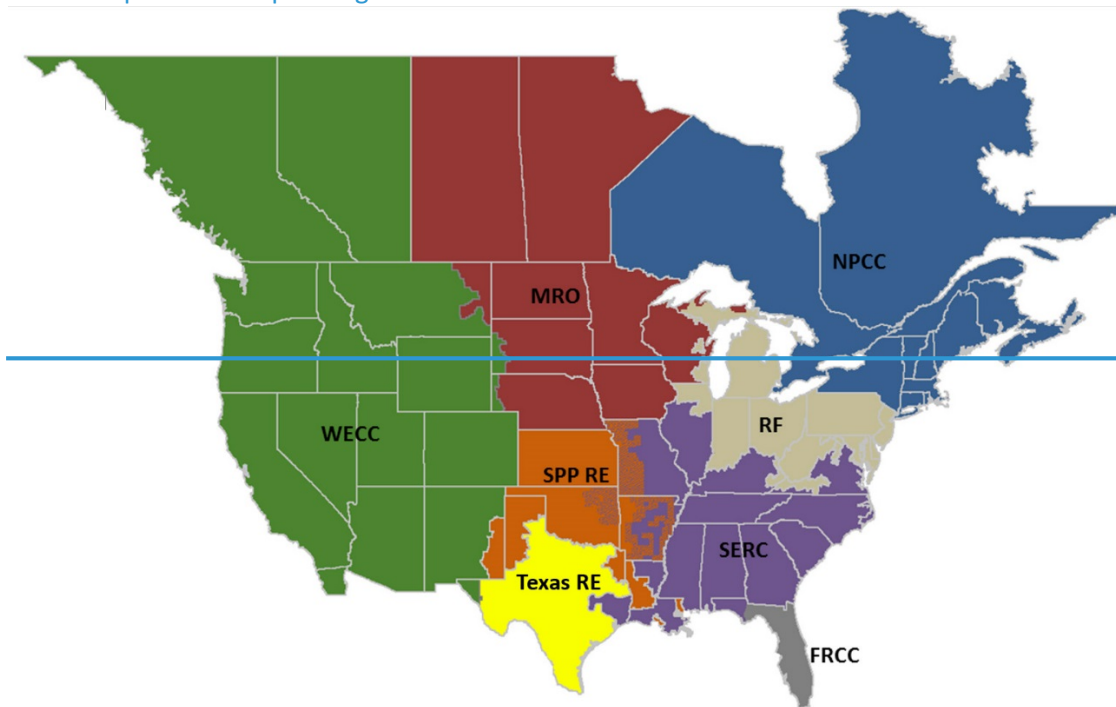 NPCC
MRO
WECC
RF
SPP RE
SERC
Texas RE
FRCC